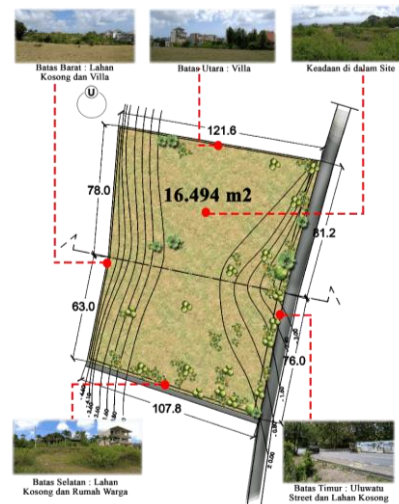 Batas Barat : Lahan
Kosong dan Villa
Batas Utara : Villa
Keadaan di dalam Site
U
121.6
78.0
16.494 m2
81.2
63.0
76.0
107.8
Batas Selatan : Lahan
Kosong dan Rumah Warga
Batas Timur : Uluwatu
Street dan Lahan Kosong